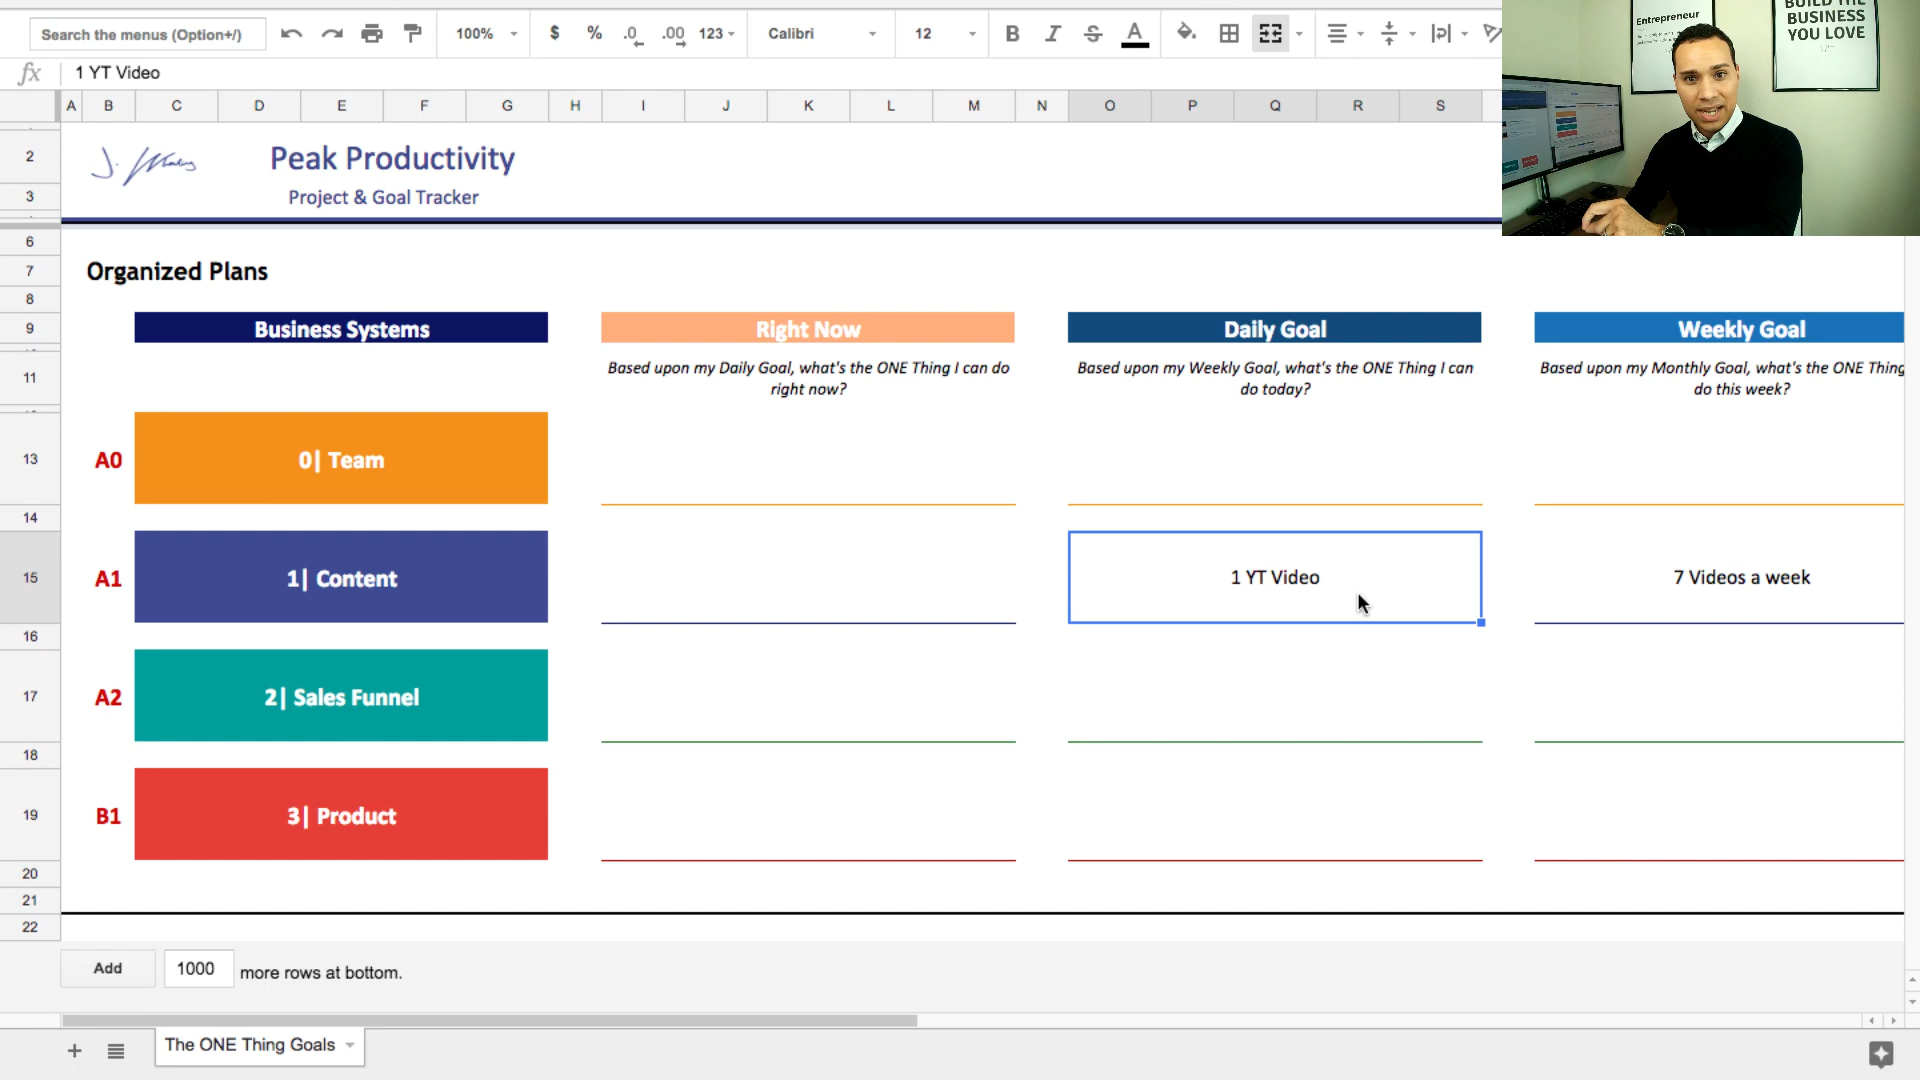 Search the menus (Option+/)
100%
$
%
.0
.00
123
Calibri
12
B
I
S
A
Entrepreneur
BUILD THE
BUSINESS
YOU LOVE
fx
1 YT Video
A B C D E F G H I J K L M N O P Q R S
2
Peak Productivity
3
Project & Goal Tracker
6
7
Organized Plans
8
9
Business Systems
Right Now
Daily Goal
Weekly Goal
11
Based upon my Daily Goal, what's the ONE Thing I can do
right now?
Based upon my Weekly Goal, what's the ONE Thing I can
do today?
Based upon my Monthly Goal, what's the ONE Thing
do this week?
13
A0
0| Team
14
15
A1
1| Content
1 YT Video
7 Videos a week
16
17
A2
2| Sales Funnel
18
19
B1
3| Product
20
21
22
Add
1000
more rows at bottom.
The ONE Thing Goals